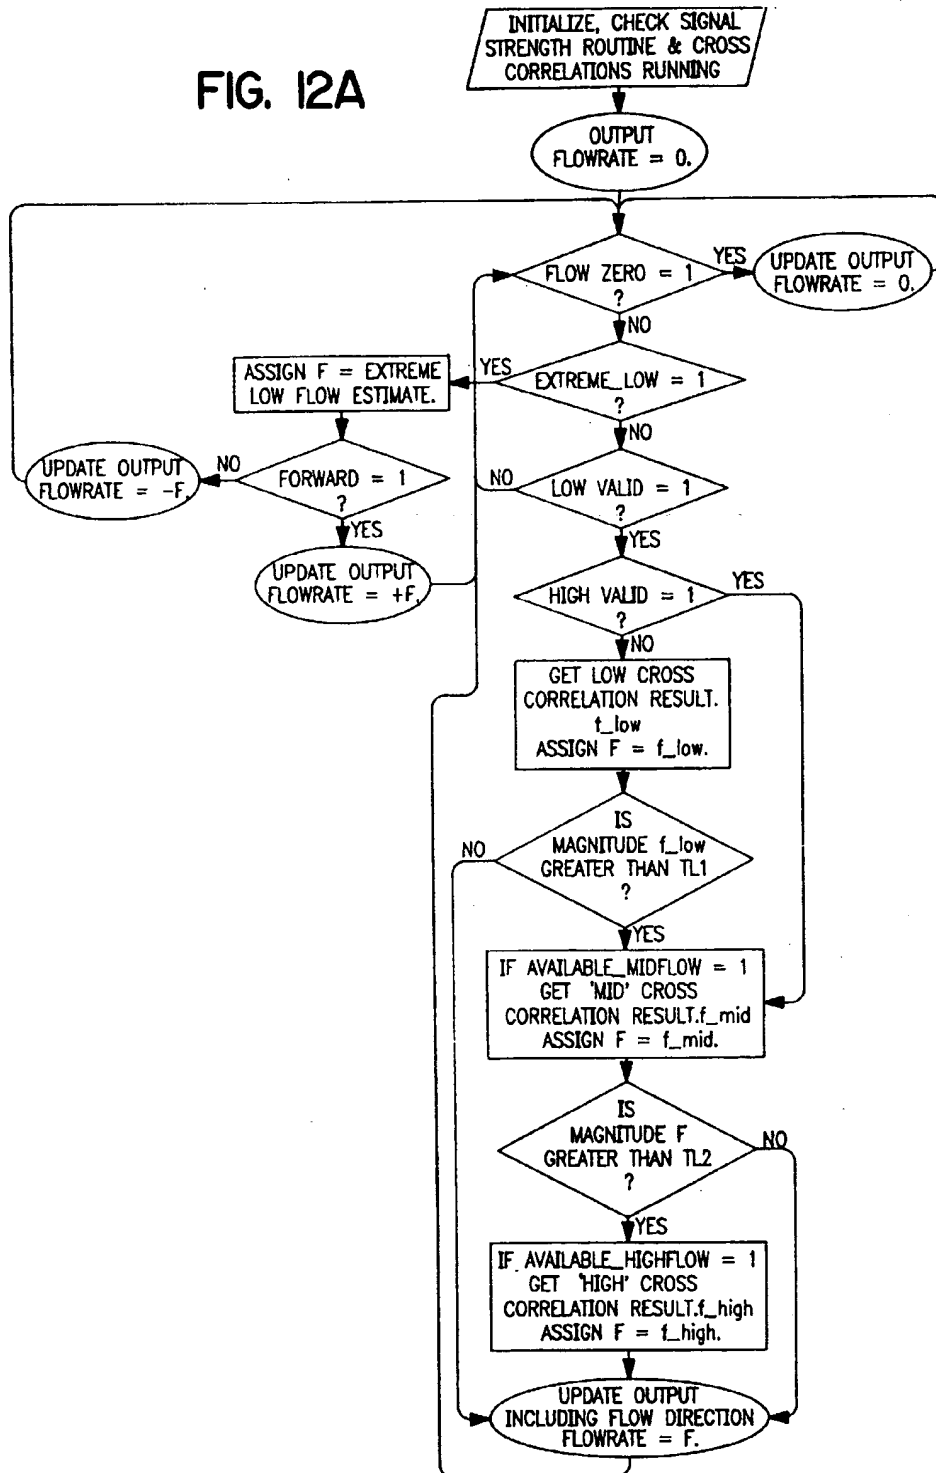 INITIALIZE, CHECK SIGNAL
STRENGTH ROUTINE & CROSS
CORRELATIONS RUNNING
FIG. 12A
OUTPUT
FLOWRATE = 0.
FLOW ZERO = 1
?
YES
UPDATE OUTPUT
FLOWRATE = 0.
NO
EXTREME_LOW = 1
?
YES
ASSIGN F = EXTREME
LOW FLOW ESTIMATE.
NO
FORWARD = 1
?
NO
UPDATE OUTPUT
FLOWRATE = -F.
YES
UPDATE OUTPUT
FLOWRATE = +F.
LOW VALID = 1
?
NO
YES
HIGH VALID = 1
?
YES
NO
GET LOW CROSS
CORRELATION RESULT.
f_low
ASSIGN F = f_low.
IS
MAGNITUDE f_low
GREATER THAN TL1
?
NO
YES
IF AVAILABLE_MIDFLOW = 1
GET 'MID' CROSS
CORRELATION RESULT.f_mid
ASSIGN F = f_mid.
IS
MAGNITUDE F
GREATER THAN TL2
?
NO
YES
IF AVAILABLE_HIGHFLOW = 1
GET 'HIGH' CROSS
CORRELATION RESULT.f_high
ASSIGN F = f_high.
UPDATE OUTPUT
INCLUDING FLOW DIRECTION
FLOWRATE = F.